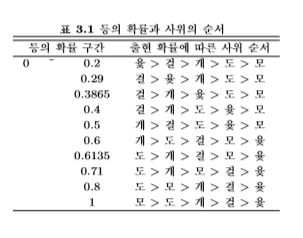 표 3.1 등의 확률과 사위의 순서
등의 확률 구간 출현 확률에 따른 사위 순서
0 ~ 0.2 윷 > 걸 > 개 > 도 > 모
0.29 걸 > 윷 > 개 > 도 > 모
0.3865 걸 > 개 > 윷 > 도 > 모
0.4 걸 > 개 > 도 > 윷 > 모
0.5 개 > 걸 > 도 > 윷 > 모
0.6 개 > 도 > 걸 > 모 > 윷
0.6135 도 > 개 > 걸 > 모 > 윷
0.71 도 > 개 > 모 > 걸 > 윷
0.8 도 > 모 > 개 > 걸 > 윷
1 모 > 도 > 개 > 걸 > 윷